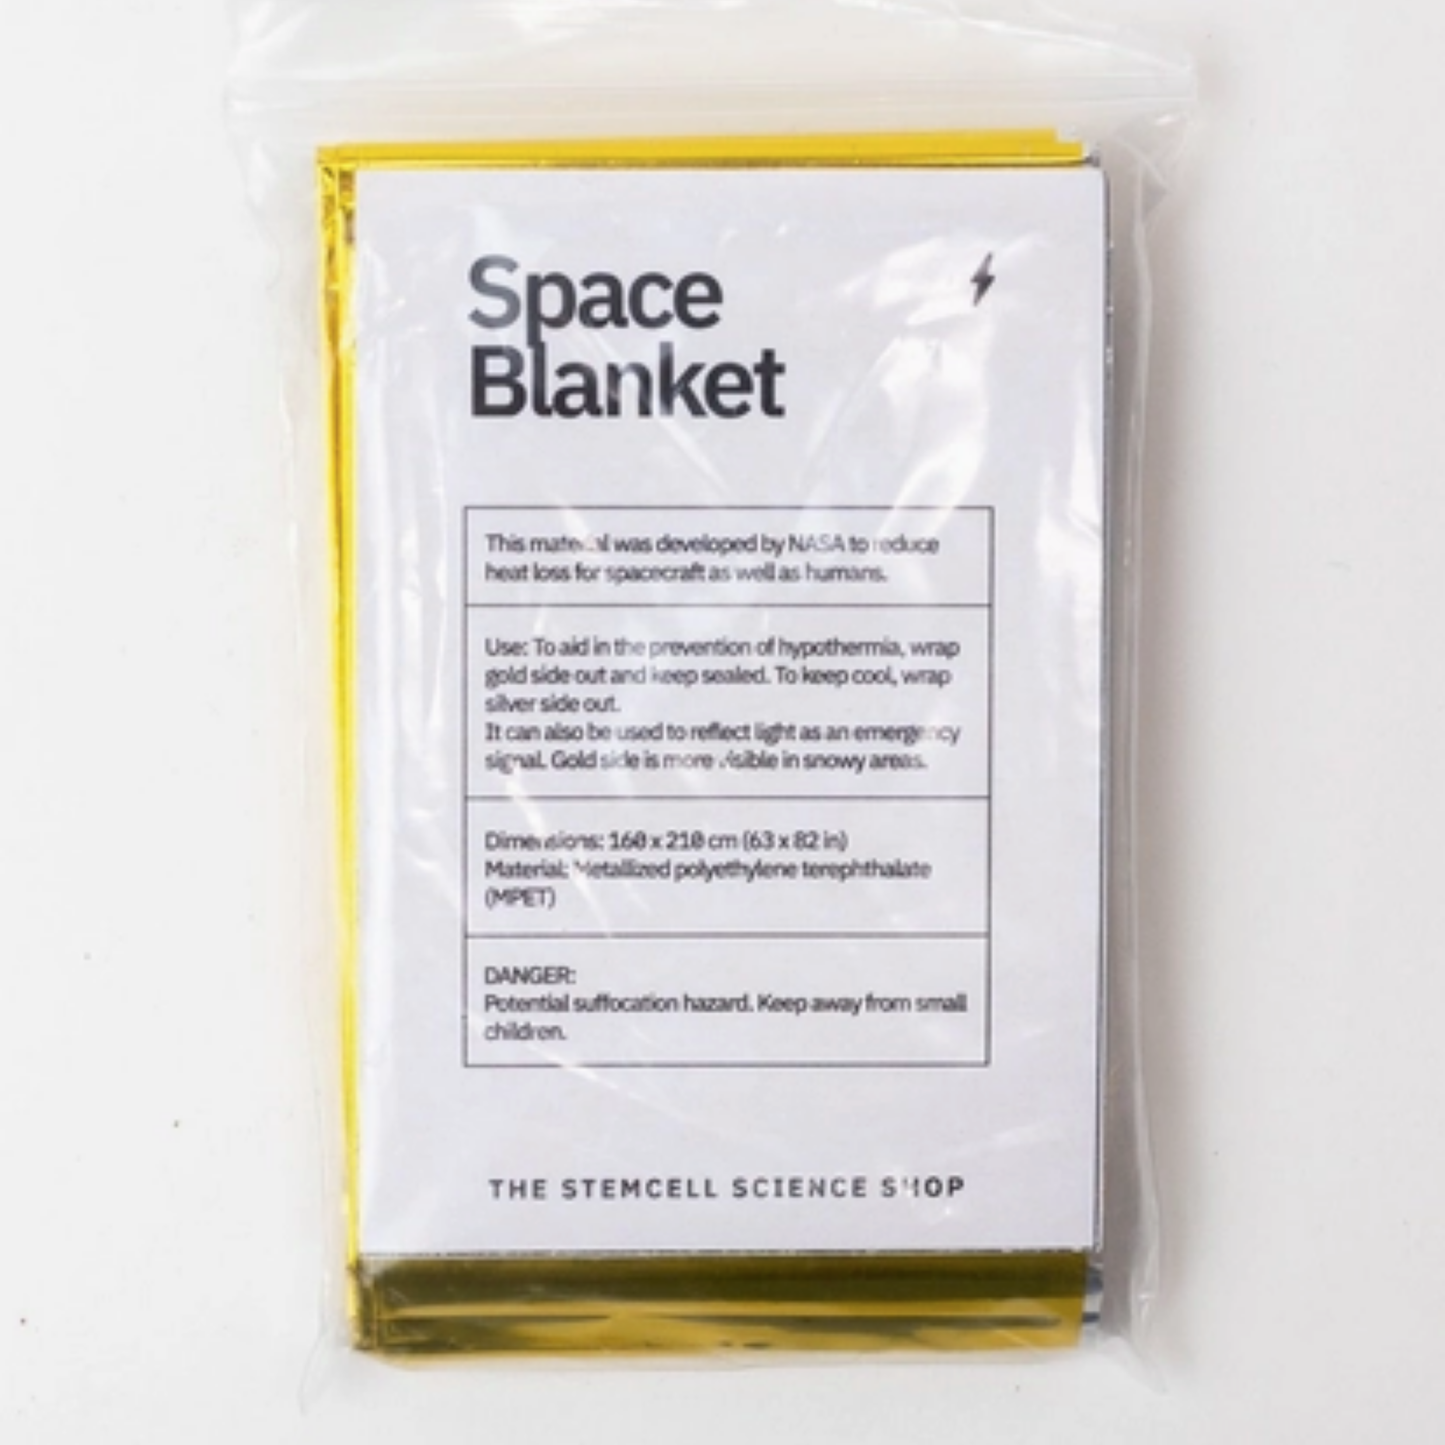 Space
Blanket
This material was developed by NASA to reduce
heat loss for spacecraft as well as humans.
Use: To aid in the prevention of hypothermia, wrap
gold side out and keep sealed. To keep cool, wrap
silver side out.
It can also be used to reflect light as an emergency
signal. Gold side is more visible in snowy areas.
Dimensions: 160 x 210 cm (63 x 82 in)
Material: Metallized polyethylene terephthalate
(MPET)
DANGER:
Potential suffocation hazard. Keep away from small
children.
THE STEMCELL SCIENCE SHOP